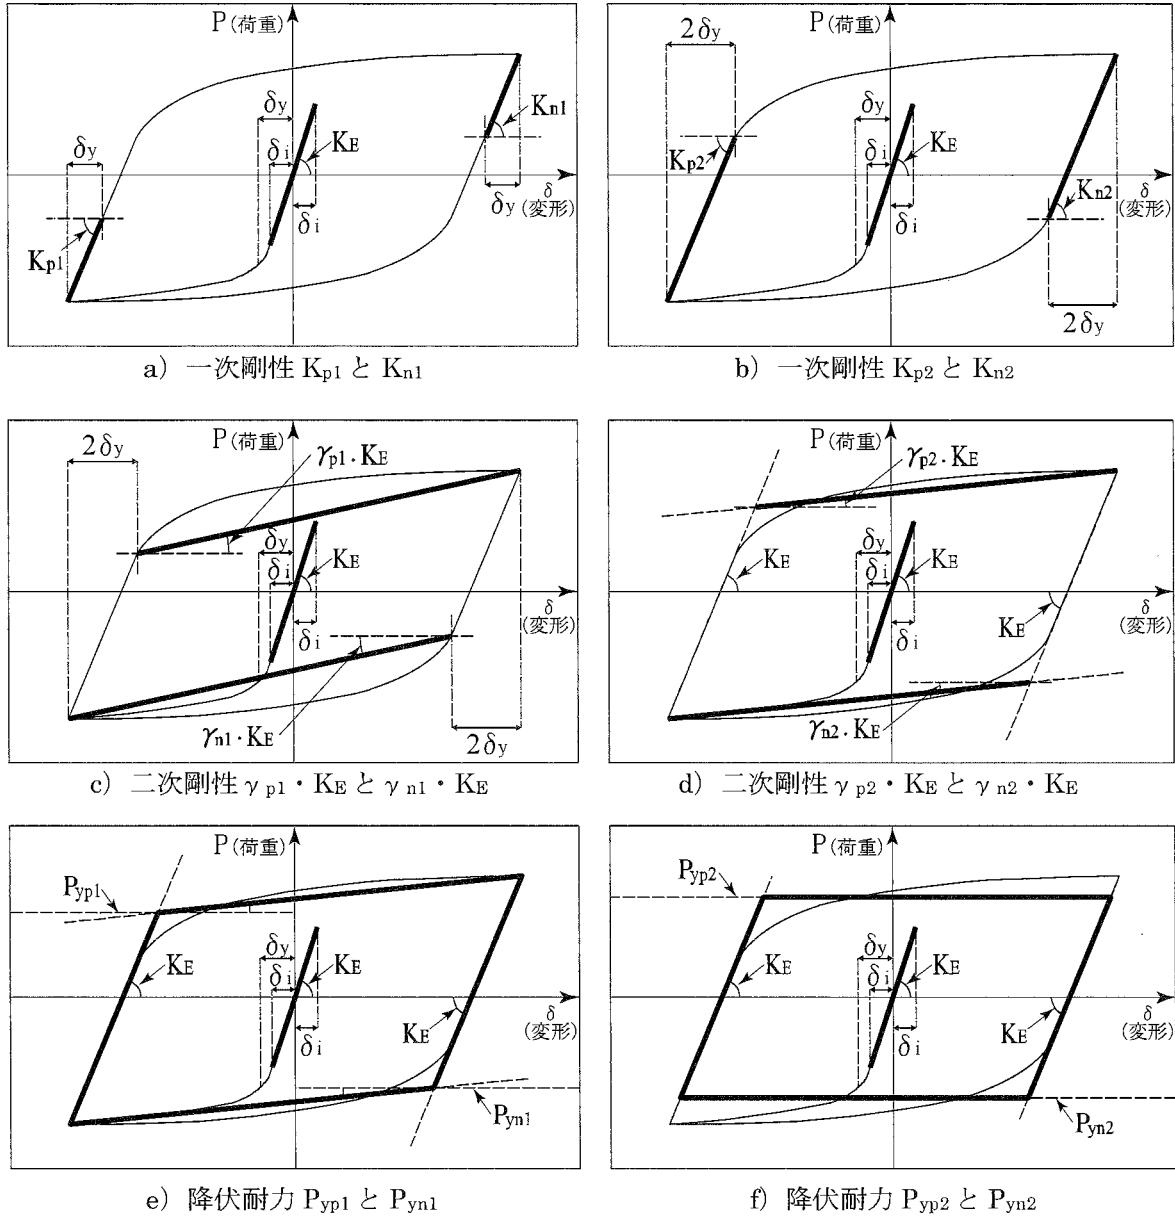 P(荷重)
δy
Kn1
δy
δi
KE
δy
δ
(変形)
δi
Kp1
a) 一次剛性 Kp1 と Kn1
P(荷重)
2δy
δy
δi
KE
Kp2
Kn2
δ
(変形)
δi
2δy
b) 一次剛性 Kp2 と Kn2
P(荷重)
2δy
γp1・KE
δy
δi
KE
δ
(変形)
δi
γn1・KE
2δy
c) 二次剛性 γ p1・KE と γ n1・KE
P(荷重)
γp2・KE
δy
δi
KE
KE
KE
δ
(変形)
δi
γn2・KE
d) 二次剛性 γ p2・KE と γ n2・KE
P(荷重)
Pyp1
δy
KE
δi
KE
KE
δ
(変形)
δi
Pyn1
e) 降伏耐力 Pyp1 と Pyn1
P(荷重)
Pyp2
δy
KE
δi
KE
KE
δ
(変形)
δi
Pyn2
f) 降伏耐力 Pyp2 と Pyn2